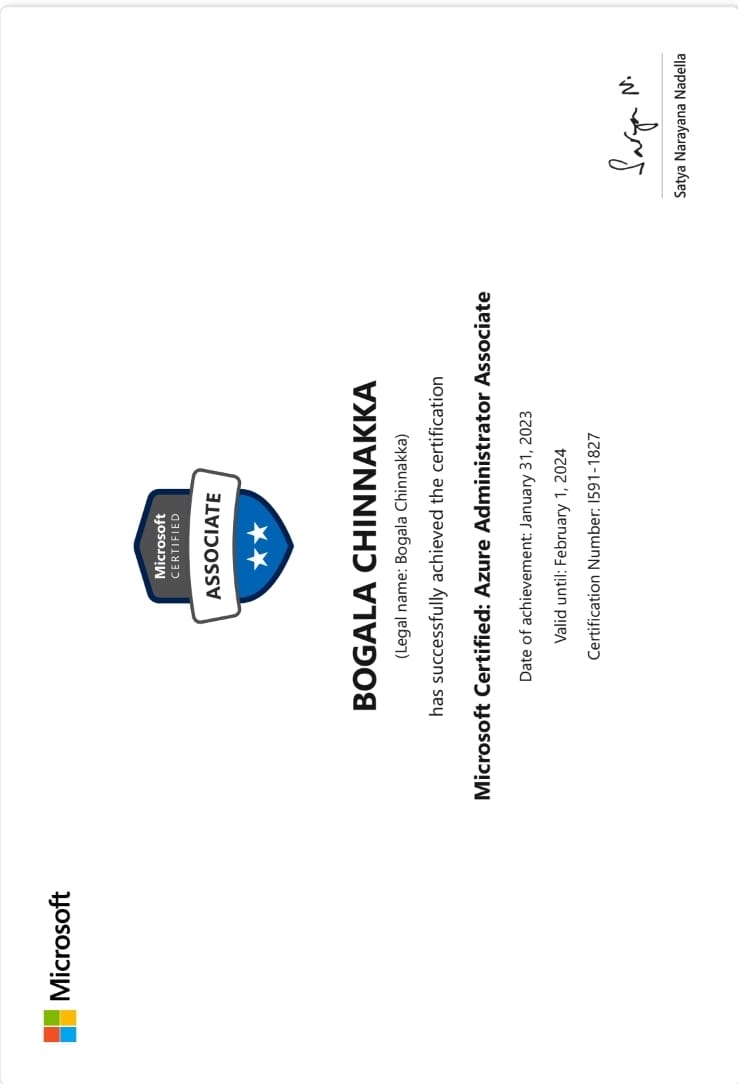 Microsoft
Microsoft
CERTIFIED
ASSOCIATE
BOGALA CHINNAKKA
(Legal name: Bogala Chinnakka)
has successfully achieved the certification
Microsoft Certified: Azure Administrator Associate
Date of achievement: January 31, 2023
Valid until: February 1, 2024
Certification Number: I591-1827
Satya N.
Satya Narayana Nadella